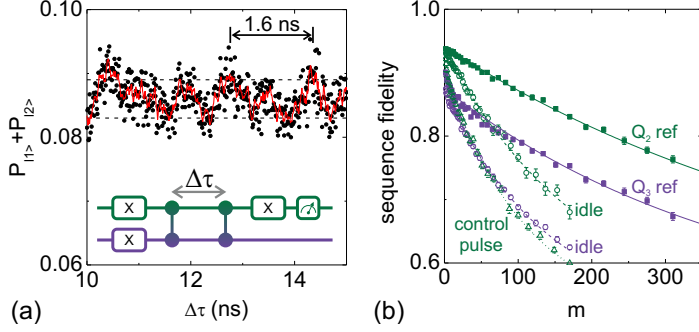 0.10
1.6 ns
P|1>+P|2>
0.08
Δτ
X
X
X
0.06
10
12
14
Δτ (ns)
(a)
1.0
sequence fidelity
0.8
Q2 ref
Q3 ref
idle
control
pulse
idle
0.6
0
100
200
300
m
(b)